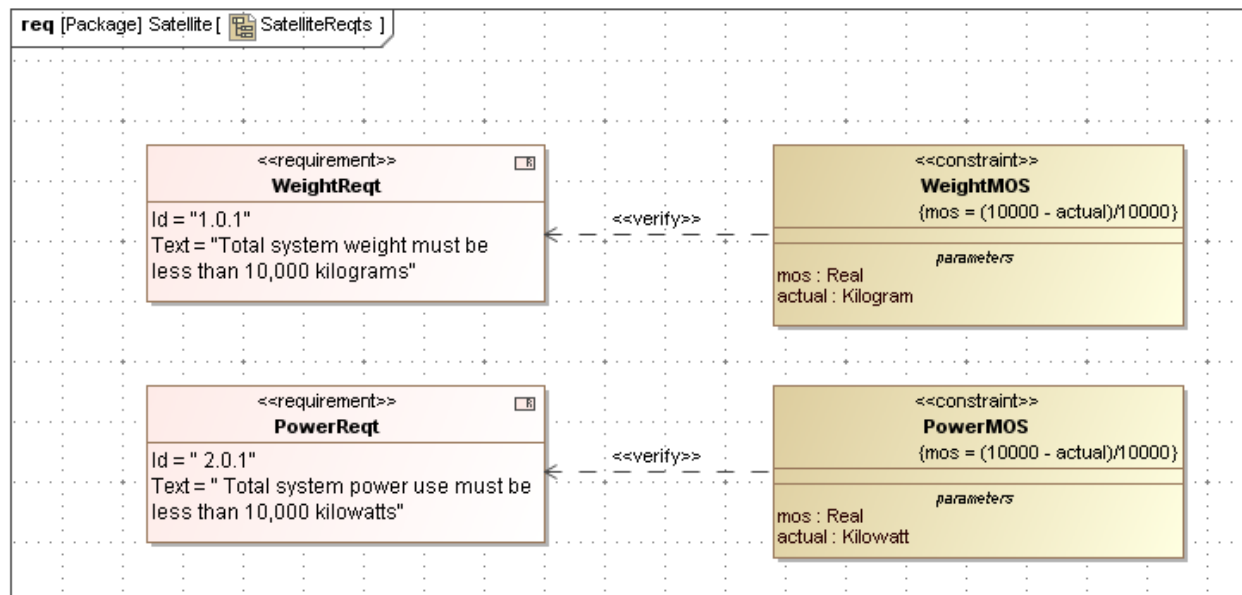 req [Package] Satellite [ SatelliteReqts ]
<<requirement>>
WeightReqt
Id = "1.0.1"
Text = "Total system weight must be
less than 10,000 kilograms"
<<verify>>
<<constraint>>
WeightMOS
{mos = (10000 - actual)/10000}
parameters
mos : Real
actual : Kilogram
<<requirement>>
PowerReqt
Id = " 2.0.1"
Text = " Total system power use must be
less than 10,000 kilowatts"
<<verify>>
<<constraint>>
PowerMOS
{mos = (10000 - actual)/10000}
parameters
mos : Real
actual : Kilowatt